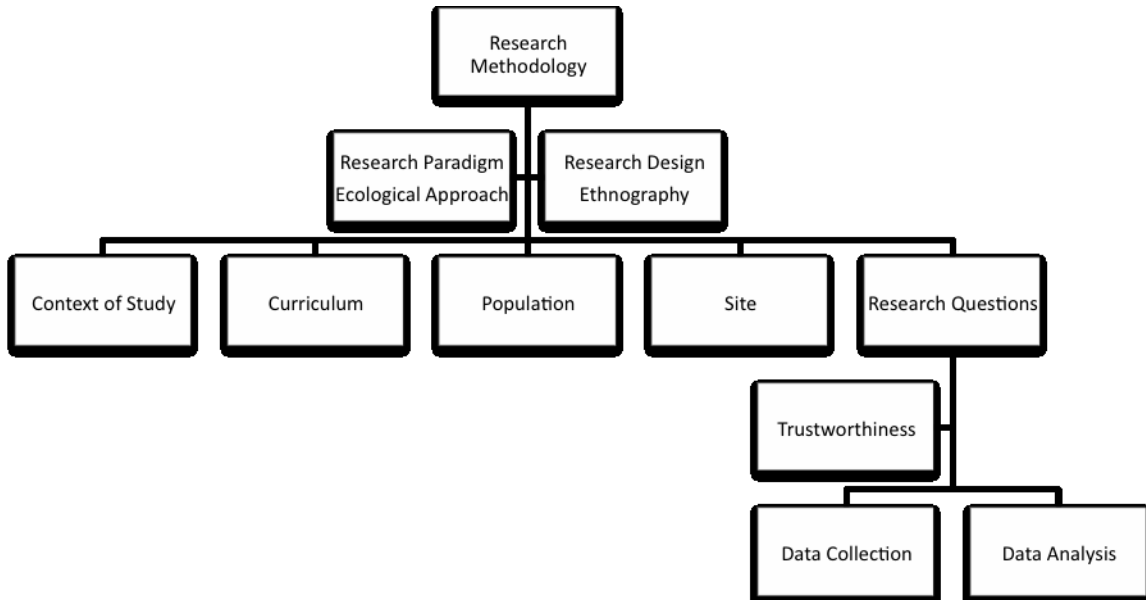 Research
Methodology
Research Paradigm
Ecological Approach
Research Design
Ethnography
Context of Study
Curriculum
Population
Site
Research Questions
Trustworthiness
Data Collection
Data Analysis